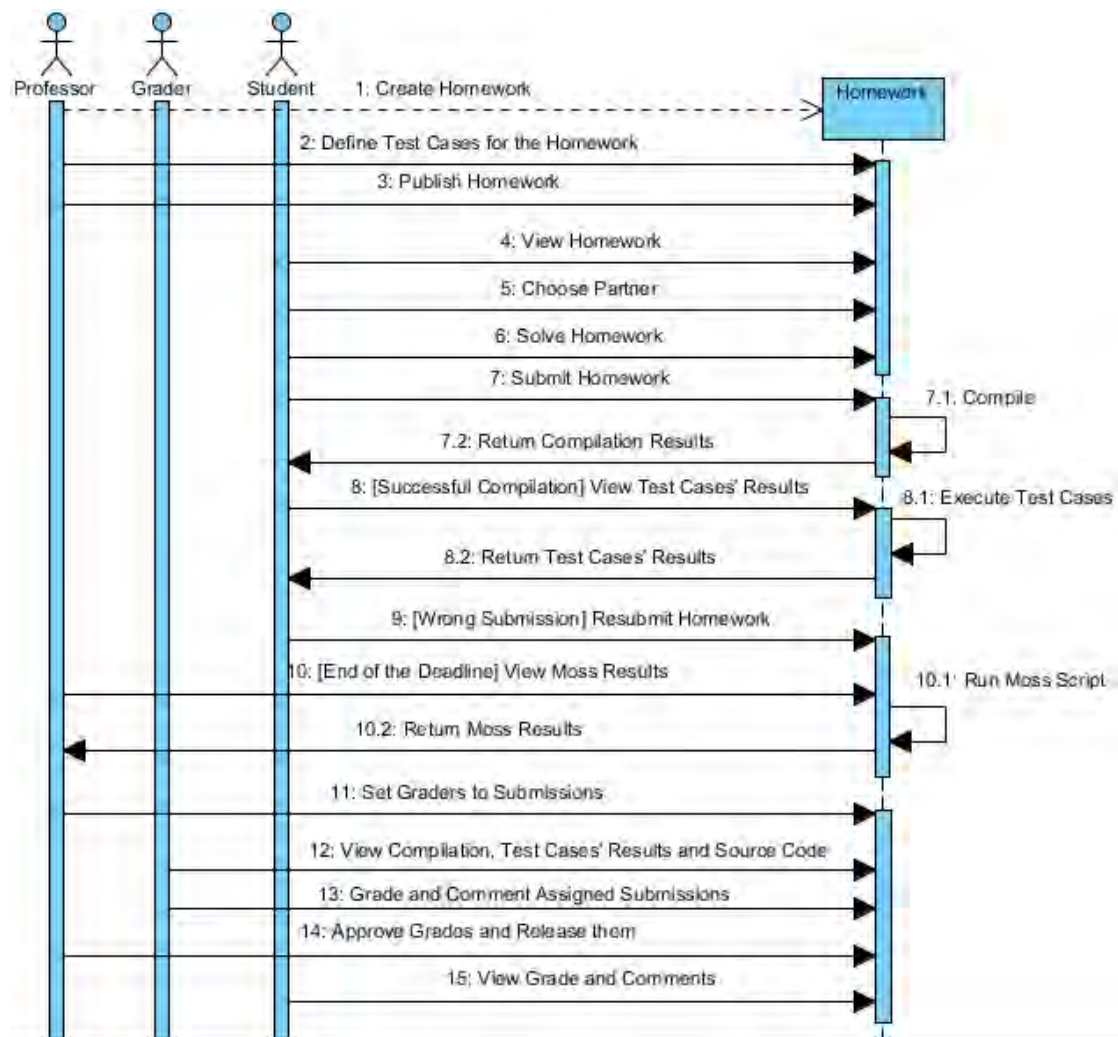 Professor
Grader
Student
1. Create Homework
Homework
2: Define Test Cases for the Homework
3: Publish Homework
4: View Homework
5: Choose Partner
6: Solve Homework
7: Submit Homework
7.1: Compile
7.2: Return Compilation Results
8: [Successful Compilation] View Test Cases' Results
8.1: Execute Test Cases
8.2: Return Test Cases' Results
9: [Wrong Submission] Resubmit Homework
10: [End of the Deadline] View Moss Results
10.1: Run Moss Script
10.2: Return Moss Results
11: Set Graders to Submissions
12: View Compilation, Test Cases' Results and Source Code
13: Grade and Comment Assigned Submissions
14: Approve Grades and Release them
15: View Grade and Comments